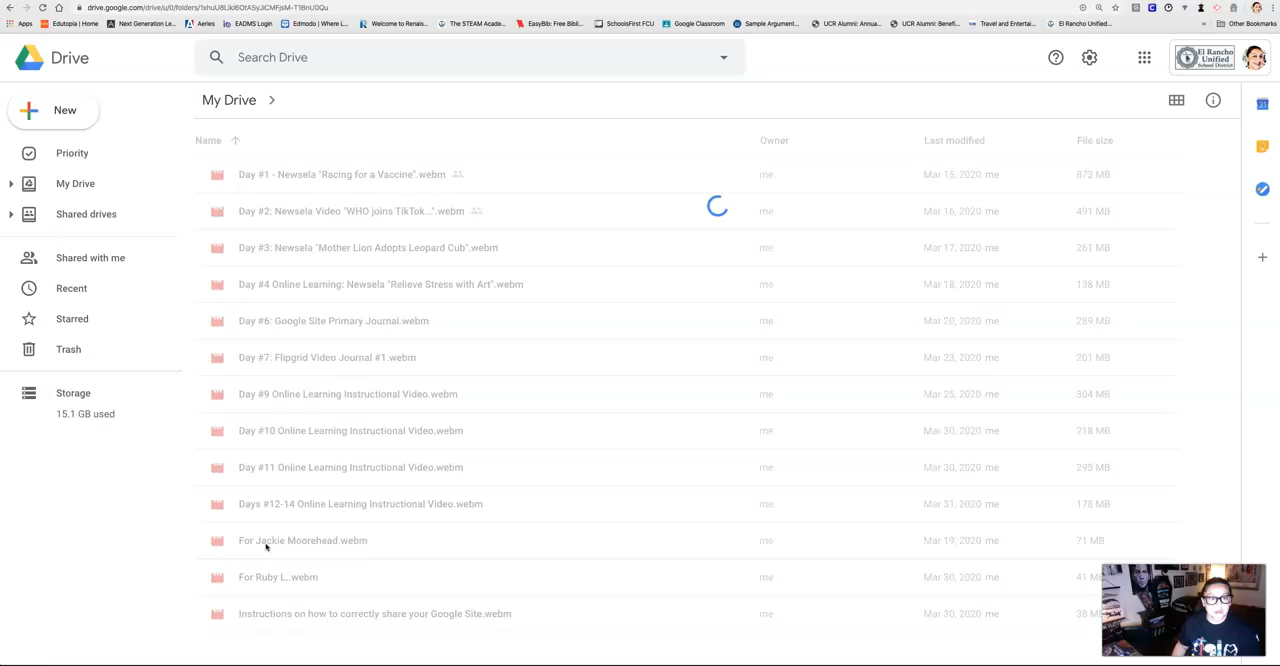 drive.google.com/drive/u/0/folders/
Apps Edutopia | Home Next Generation Le... Aeries EADMS Login Edmodo | Where L... Welcome to Renais... The STEAM Acade... EasyBib: Free Bibl... SchoolsFirst FCU Google Classroom Sample Argument... UCR Alumni: Annua... UCR Alumni: Benefi... Travel and Entertai... El Rancho Unified... » Other Bookmarks
Drive Search Drive El Rancho Unified School District
New
My Drive
Name Owner Last modified File size
Priority
My Drive
Shared drives
Shared with me
Recent
Starred
Trash
Storage
15.1 GB used
Day #1 - Newsela "Racing for a Vaccine".webm me Mar 15, 2020 me 873 MB
Day #2: Newsela Video "WHO joins TikTok...".webm me Mar 16, 2020 me 491 MB
Day #3: Newsela "Mother Lion Adopts Leopard Cub".webm me Mar 17, 2020 me 261 MB
Day #4 Online Learning: Newsela "Relieve Stress with Art".webm me Mar 18, 2020 me 138 MB
Day #6: Google Site Primary Journal.webm me Mar 20, 2020 me 289 MB
Day #7: Flipgrid Video Journal #1.webm me Mar 23, 2020 me 201 MB
Day #9 Online Learning Instructional Video.webm me Mar 25, 2020 me 304 MB
Day #10 Online Learning Instructional Video.webm me Mar 30, 2020 me 218 MB
Day #11 Online Learning Instructional Video.webm me Mar 30, 2020 me 295 MB
Days #12-14 Online Learning Instructional Video.webm me Mar 31, 2020 me 178 MB
For Jackie Moorehead.webm me Mar 19, 2020 me 71 MB
For Ruby L..webm me Mar 30, 2020 me 41 MB
Instructions on how to correctly share your Google Site.webm me Mar 30, 2020 me 38 MB